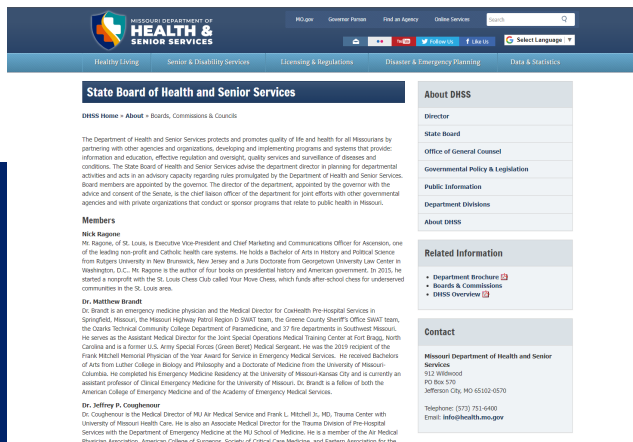 MISSOURI DEPARTMENT OF
HEALTH &
SENIOR SERVICES
MO.gov Governor Parson Find an Agency Online Services Search
You Tube Follow Us Like Us G Select Language ▼
Healthy Living Senior & Disability Services Licensing & Regulations Disaster & Emergency Planning Data & Statistics
State Board of Health and Senior Services
DHSS Home » About » Boards, Commissions & Councils
The Department of Health and Senior Services protects and promotes quality of life and health for all Missourians by
partnering with other agencies and organizations, developing and implementing programs and systems that provide:
information and education, effective regulation and oversight, quality services and surveillance of diseases and
conditions. The State Board of Health and Senior Services advise the department director in planning for departmental
activities and acts in an advisory capacity regarding rules promulgated by the Department of Health and Senior Services.
Board members are appointed by the governor. The director of the department, appointed by the governor with the
advice and consent of the Senate, is the chief liaison officer of the department for joint efforts with other governmental
agencies and with private organizations that conduct or sponsor programs that relate to public health in Missouri.
Members
Nick Ragone
Mr. Ragone, of St. Louis, is Executive Vice-President and Chief Marketing and Communications Officer for Ascension, one
of the leading non-profit and Catholic health care systems. He holds a Bachelor of Arts in History and Political Science
from Rutgers University in New Brunswick, New Jersey and a Juris Doctorate from Georgetown University Law Center in
Washington, D.C.. Mr. Ragone is the author of four books on presidential history and American government. In 2015, he
started a nonprofit with the St. Louis Chess Club called Your Move Chess, which funds after-school chess for underserved
communities in the St. Louis area.
Dr. Matthew Brandt
Dr. Brandt is an emergency medicine physician and the Medical Director for CoxHealth Pre-Hospital Services in
Springfield, Missouri, the Missouri Highway Patrol Region D SWAT team, the Greene County Sheriff's Office SWAT team,
the Ozarks Technical Community College Department of Paramedicine, and 37 fire departments in Southwest Missouri.
He serves as the Assistant Medical Director for the Joint Special Operations Medical Training Center at Fort Bragg, North
Carolina and is a former U.S. Army Special Forces (Green Beret) Medical Sergeant. He was the 2019 recipient of the
Frank Mitchell Memorial Physician of the Year Award for Service in Emergency Medical Services. He received Bachelors
of Arts from Luther College in Biology and Philosophy and a Doctorate of Medicine from the University of Missouri-
Columbia. He completed his Emergency Medicine Residency at the University of Missouri-Kansas City and is currently an
assistant professor of Clinical Emergency Medicine for the University of Missouri. Dr. Brandt is a fellow of both the
American College of Emergency Medicine and of the Academy of Emergency Medical Services.
Dr. Jeffrey P. Coughenour
Dr. Coughenour is the Medical Director of MU Air Medical Service and Frank L. Mitchell Jr., MD, Trauma Center with
University of Missouri Health Care. He is also an Associate Medical Director for the Trauma Division of Pre-Hospital
Services with the Department of Emergency Medicine at the MU School of Medicine. He is a member of the Air Medical
Physician Association, American College of Surgeons, Society of Critical Care Medicine, and Eastern Association for the
About DHSS
Director
State Board
Office of General Counsel
Governmental Policy & Legislation
Public Information
Department Divisions
About DHSS
Related Information
• Department Brochure
• Boards & Commissions
• DHSS Overview
Contact
Missouri Department of Health and Senior
Services
912 Wildwood
PO Box 570
Jefferson City, MO 65102-0570
Telephone: (573) 751-6400
Email: info@health.mo.gov